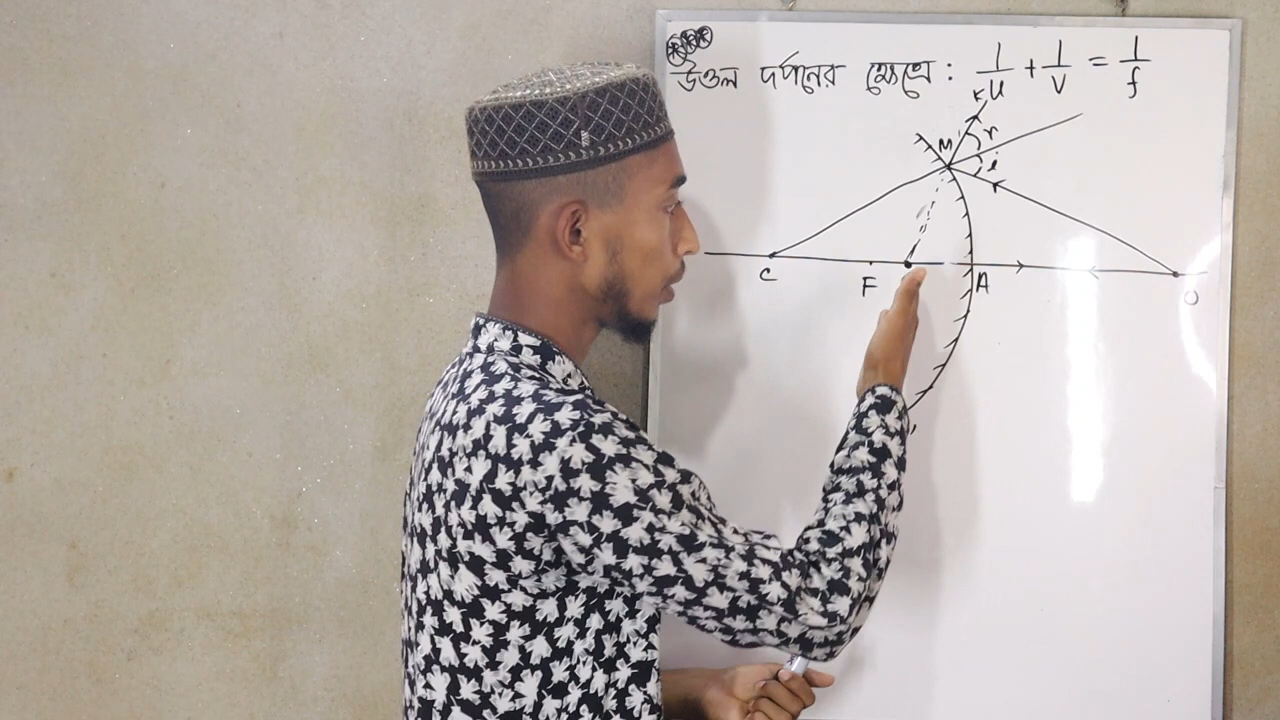 উত্তল দর্পনের ক্ষেত্রে : 1/u + 1/v = 1/f
K
M r
i
C F A O